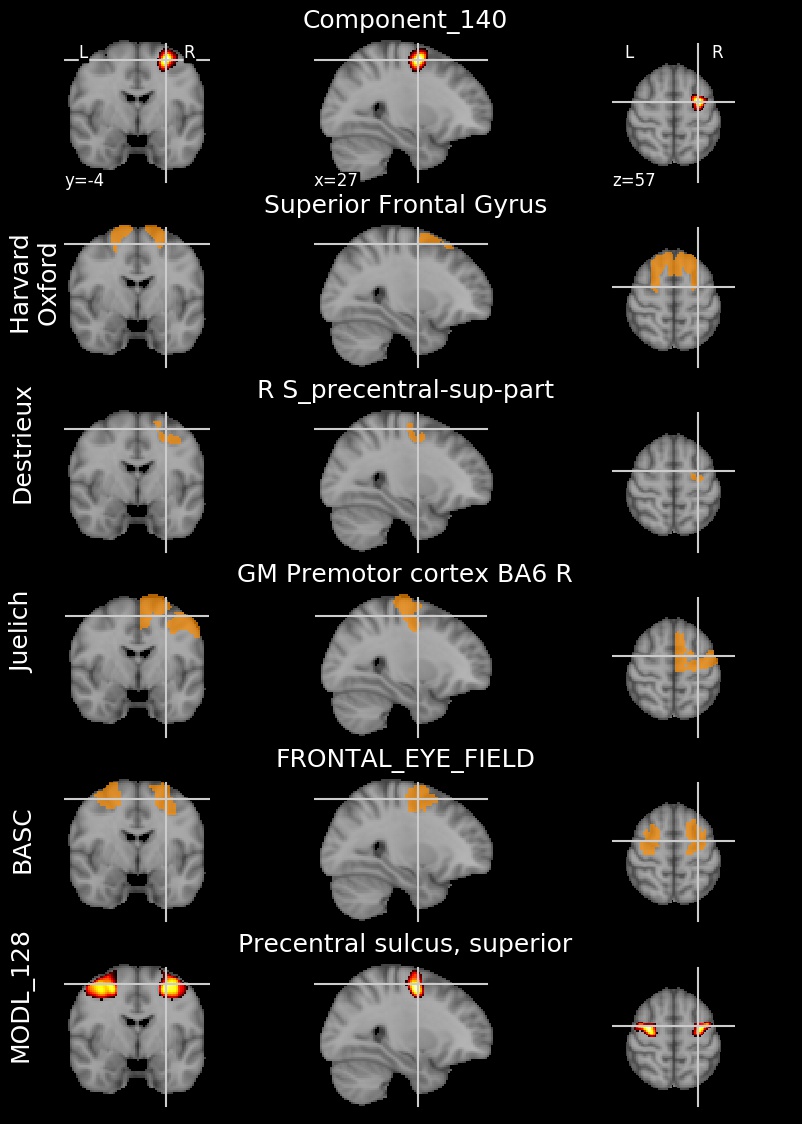 Component_140
L R
L R
y=-4
x=27
z=57
Superior Frontal Gyrus
Harvard
Oxford
R S_precentral-sup-part
Destrieux
GM Premotor cortex BA6 R
Juelich
FRONTAL_EYE_FIELD
BASC
Precentral sulcus, superior
MODL_128